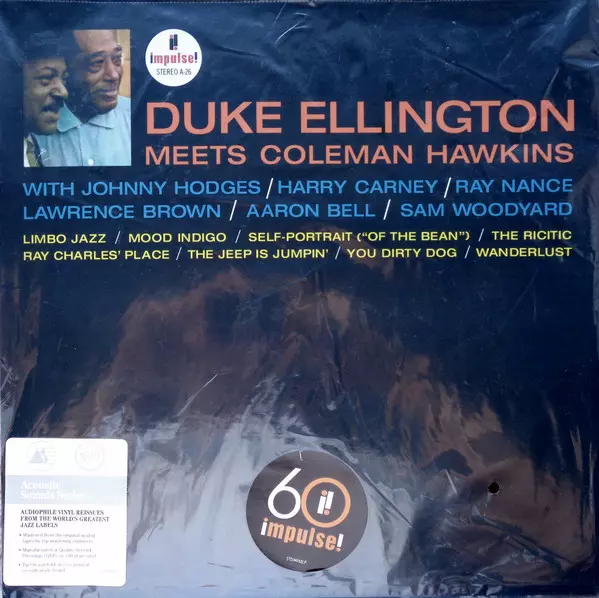 impulse!
STEREO A-26
DUKE ELLINGTON
MEETS COLEMAN HAWKINS
WITH JOHNNY HODGES / HARRY CARNEY / RAY NANCE
LAWRENCE BROWN / AARON BELL / SAM WOODYARD
LIMBO JAZZ / MOOD INDIGO / SELF-PORTRAIT (“OF THE BEAN”) / THE RICITIC
RAY CHARLES’ PLACE / THE JEEP IS JUMPIN’ / YOU DIRTY DOG / WANDERLUST
Acoustic
Sounds Series
AUDIOPHILE VINYL REISSUES
FROM THE WORLD'S GREATEST
JAZZ LABELS
60
impulse!